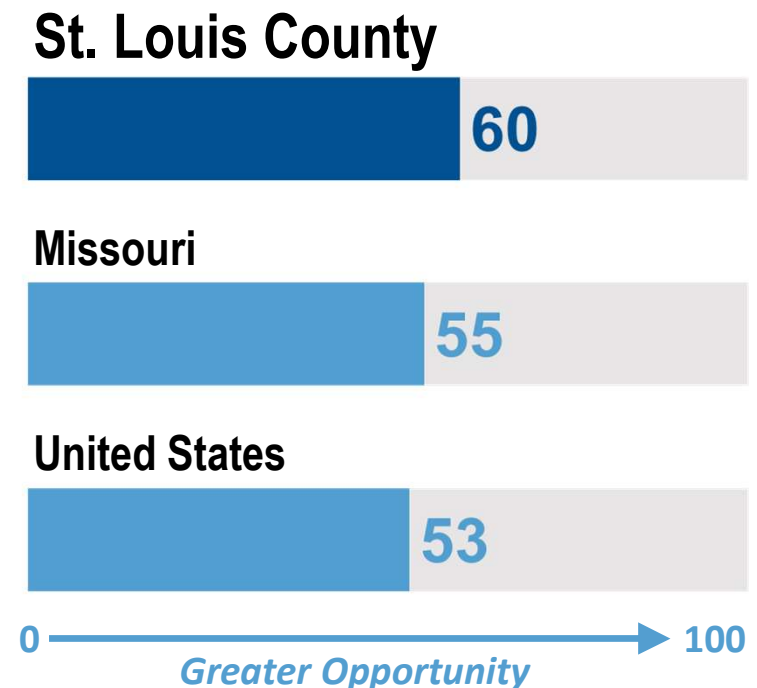 St. Louis County
60
Missouri
55
United States
53
0 100
Greater Opportunity